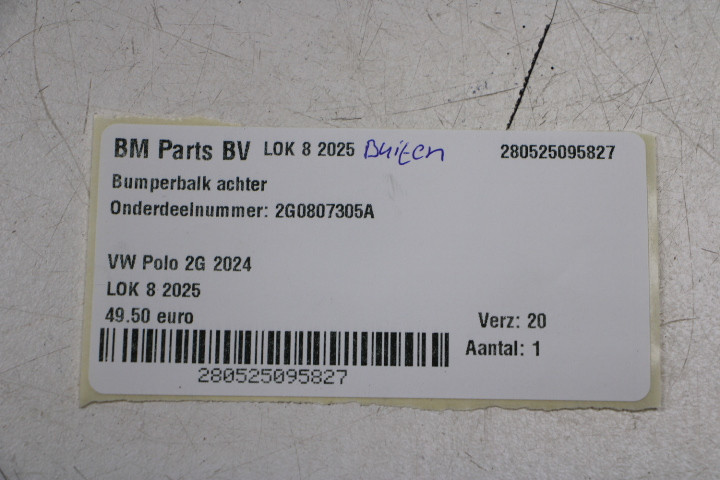 BM Parts BV LOK 8 2025 Buiten 280525095827
Bumperbalk achter
Onderdeelnummer: 2G0807305A
VW Polo 2G 2024
LOK 8 2025
49.50 euro Verz: 20
Aantal: 1
280525095827